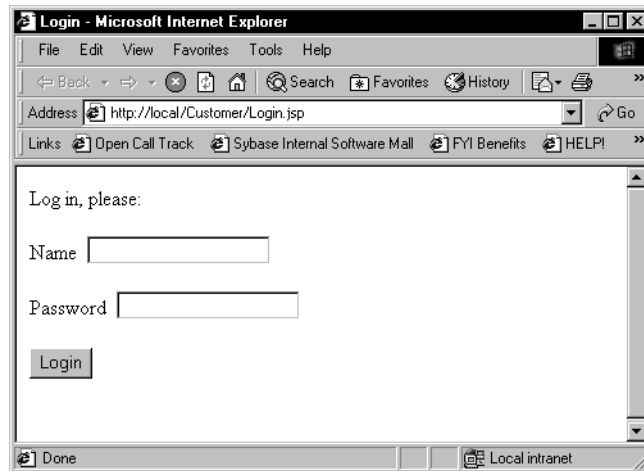 Login - Microsoft Internet Explorer
File Edit View Favorites Tools Help
Back Search Favorites History »
Address http://local/Customer/Login.jsp Go
Links Open Call Track Sybase Internal Software Mall FYI Benefits HELP! »
Log in, please:
Name
Password
Login
Done Local intranet